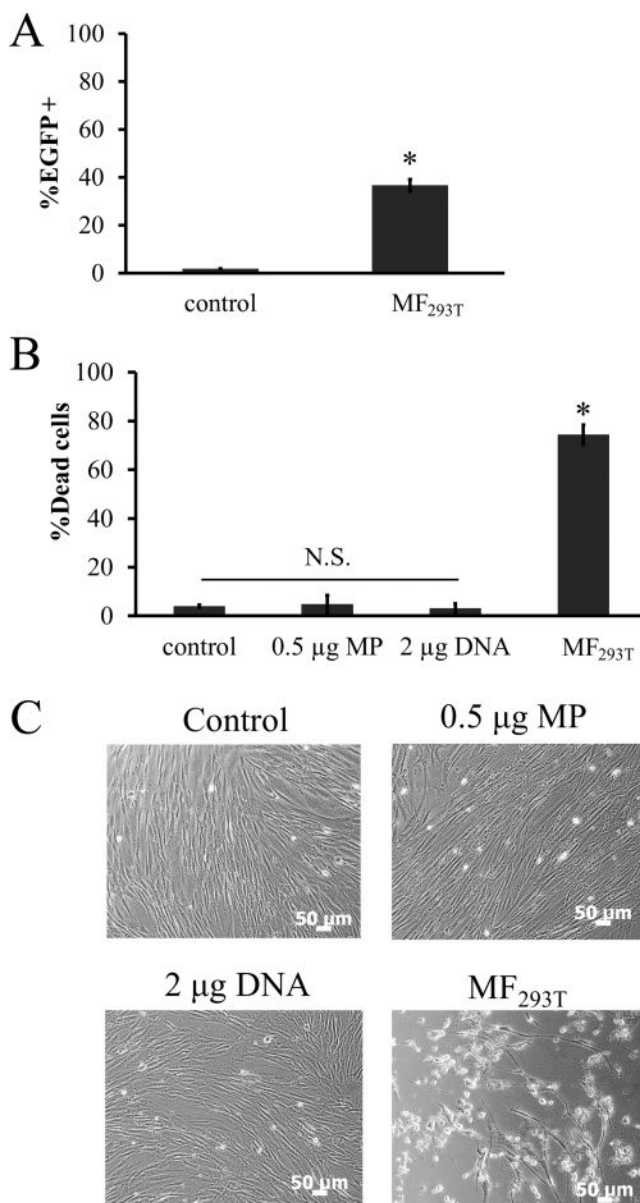 A
100
80
60
40
20
0
%EGFP+
*
control MF293T
B
100
80
60
40
20
0
%Dead cells
N.S.
*
control 0.5 µg MP 2 µg DNA MF293T
C
Control 0.5 µg MP
50 µm 50 µm
2 µg DNA MF293T
50 µm 50 µm